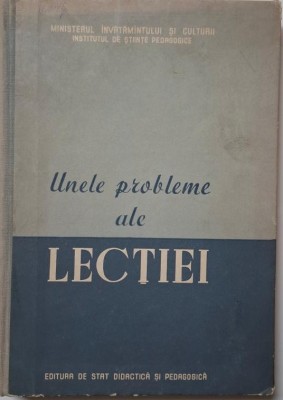 MINISTERUL ÎNVĂȚĂMÎNTULUI ȘI CULTURII
INSTITUTUL DE ȘTIINȚE PEDAGOGICE
Unele probleme
ale
LECȚIEI
EDITURA DE STAT DIDACTICĂ ȘI PEDAGOGICĂ